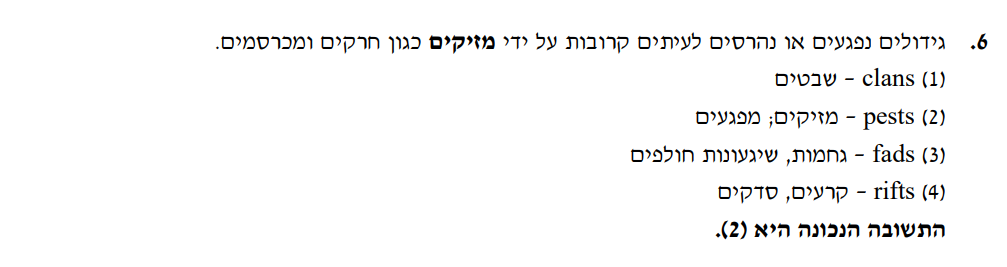 6. גידולים נפגעים או נהרסים לעיתים קרובות על ידי מזיקים כגון חרקים ומכרסמים.
(1) clans – שבטים
(2) pests – מזיקים; מפגעים
(3) fads – גחמות, שיגעונות חולפים
(4) rifts – קרעים, סדקים
התשובה הנכונה היא (2).